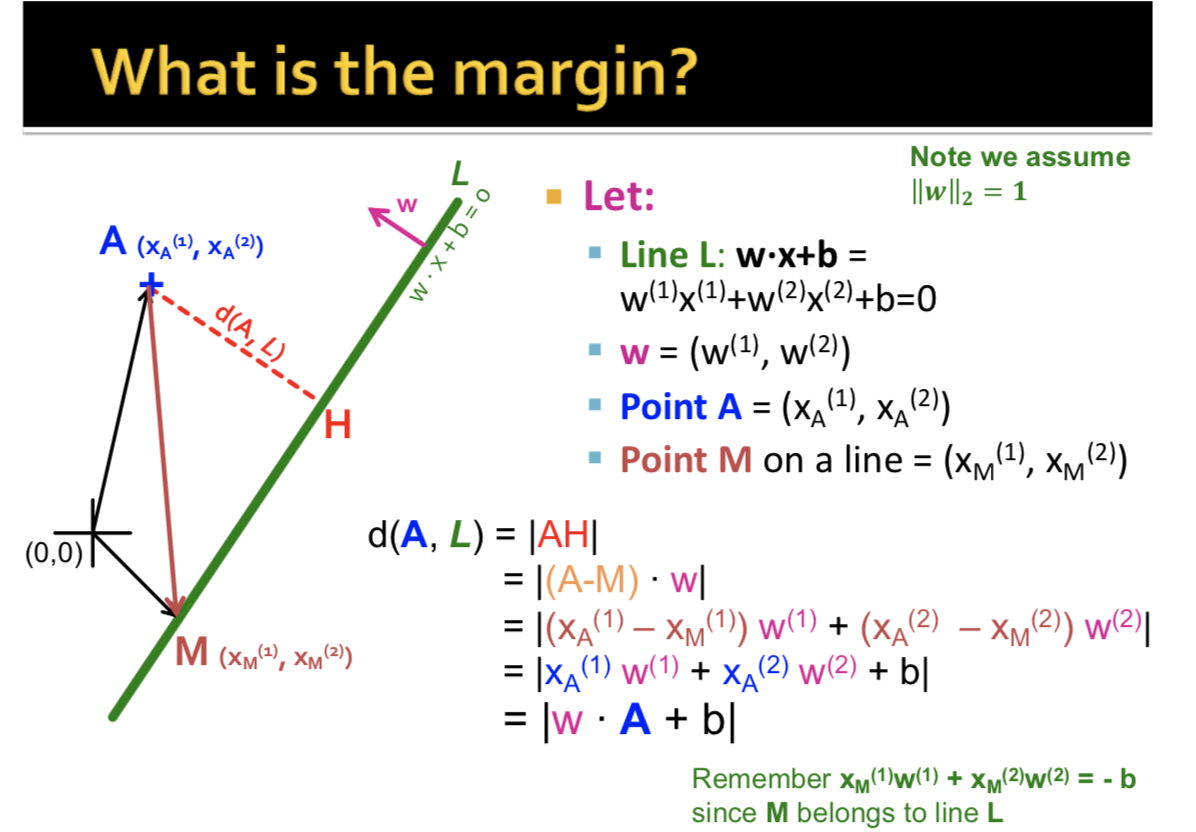 What is the margin?
Note we assume
‖w‖₂ = 1
A (x_A⁽¹⁾, x_A⁽²⁾)
w
L
w · x + b = 0
d(A, L)
H
(0,0)
M (x_M⁽¹⁾, x_M⁽²⁾)
Let:
Line L: w·x+b =
w⁽¹⁾x⁽¹⁾+w⁽²⁾x⁽²⁾+b=0
w = (w⁽¹⁾, w⁽²⁾)
Point A = (x_A⁽¹⁾, x_A⁽²⁾)
Point M on a line = (x_M⁽¹⁾, x_M⁽²⁾)
d(A, L) = |AH|
= |(A-M) · w|
= |(x_A⁽¹⁾ – x_M⁽¹⁾) w⁽¹⁾ + (x_A⁽²⁾ – x_M⁽²⁾) w⁽²⁾|
= |x_A⁽¹⁾ w⁽¹⁾ + x_A⁽²⁾ w⁽²⁾ + b|
= |w · A + b|
Remember x_M⁽¹⁾w⁽¹⁾ + x_M⁽²⁾w⁽²⁾ = - b
since M belongs to line L